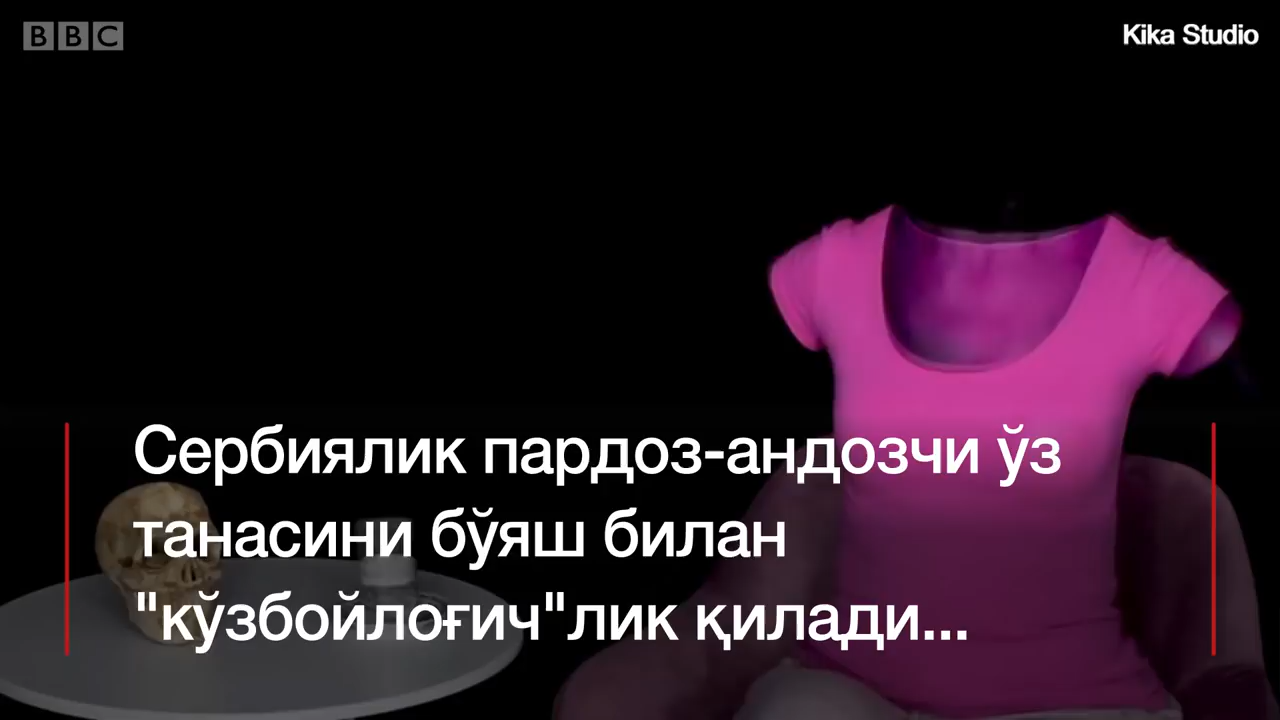 BBC
Kika Studio
Сербиялик пардоз-андозчи ўз
танасини бўяш билан
"кўзбойлоғич"лик қилади...